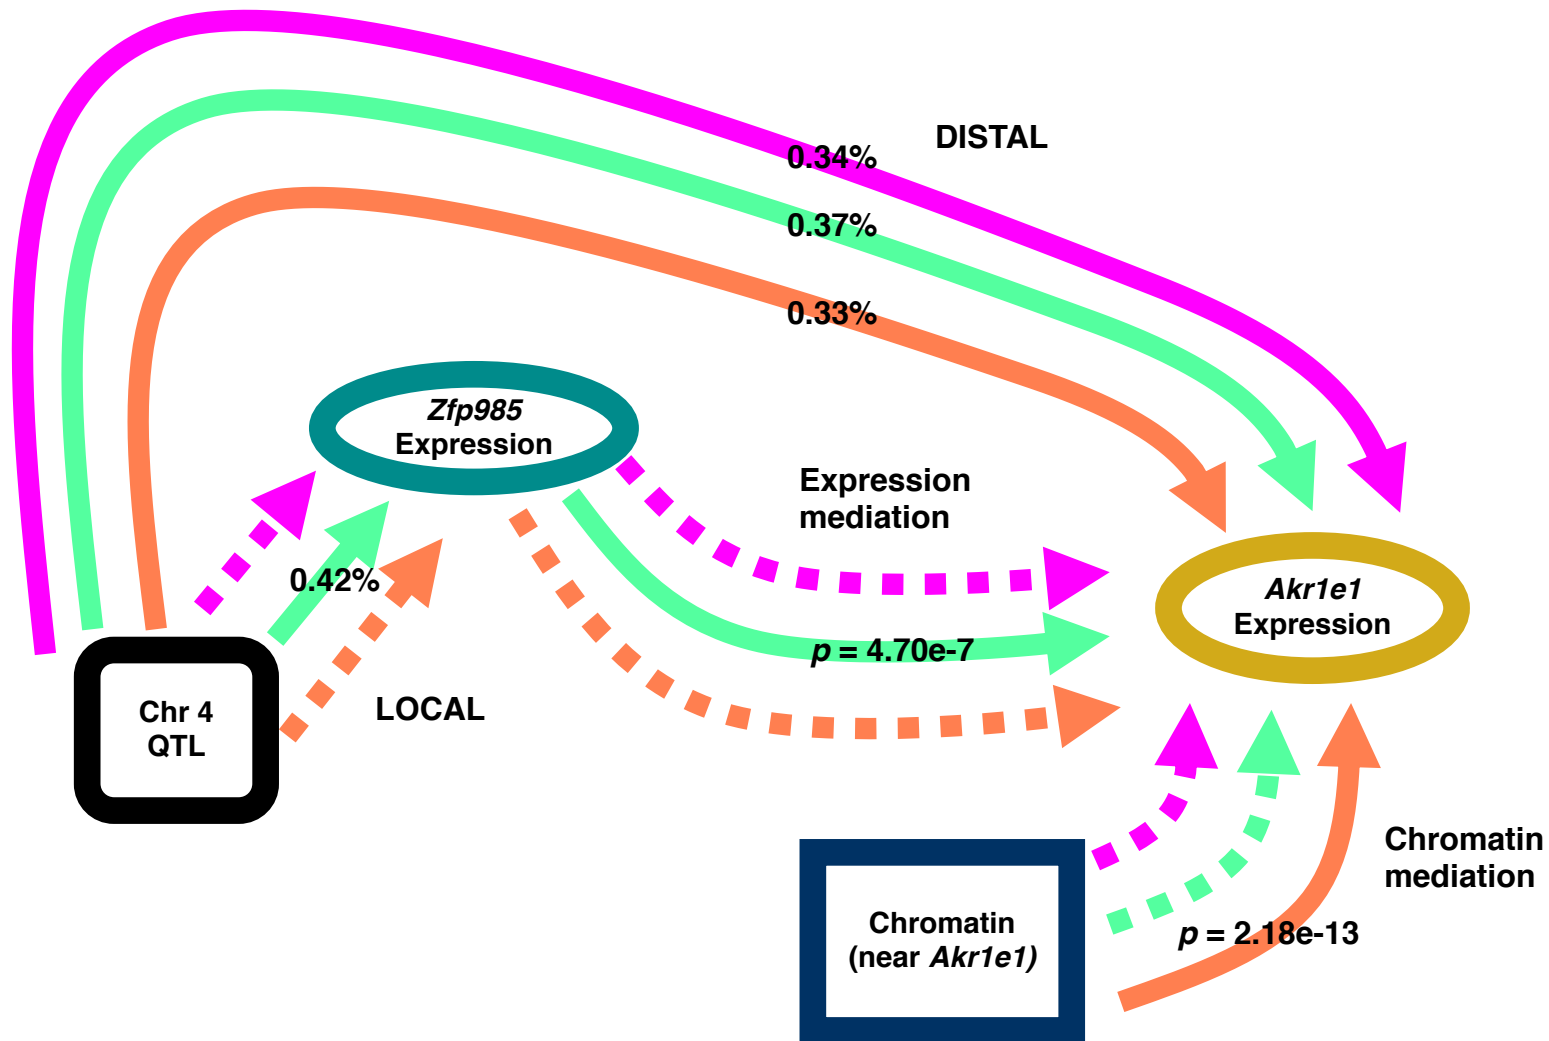 DISTAL
0.34%
0.37%
0.33%
Zfp985
Expression
Expression
mediation
0.42%
Akr1e1
Expression
p = 4.70e-7
LOCAL
Chr 4
QTL
Chromatin
mediation
Chromatin
(near Akr1e1)
p = 2.18e-13